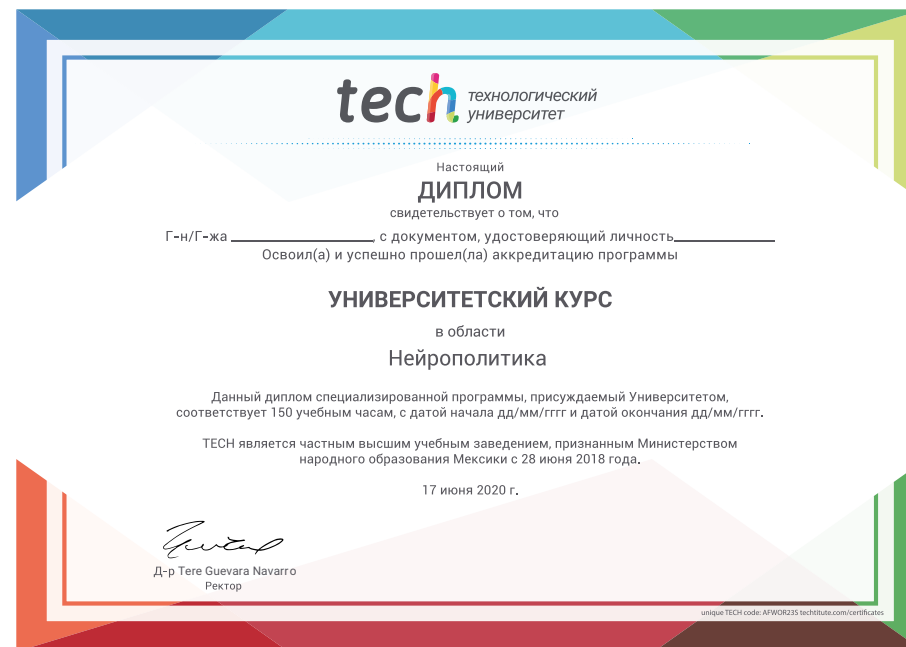 tech технологический
университет
Настоящий
ДИПЛОМ
свидетельствует о том, что
Г-н/Г-жа ____________________, с документом, удостоверяющий личность______________
Освоил(а) и успешно прошел(ла) аккредитацию программы
УНИВЕРСИТЕТСКИЙ КУРС
в области
Нейрополитика
Данный диплом специализированной программы, присуждаемый Университетом,
соответствует 150 учебным часам, с датой начала дд/мм/гггг и датой окончания дд/мм/гггг.
TECH является частным высшим учебным заведением, признанным Министерством
народного образования Мексики с 28 июня 2018 года.
17 июня 2020 г.
Д-р Tere Guevara Navarro
Ректор
unique TECH code: AFWOR23S techtitute.com/certificates